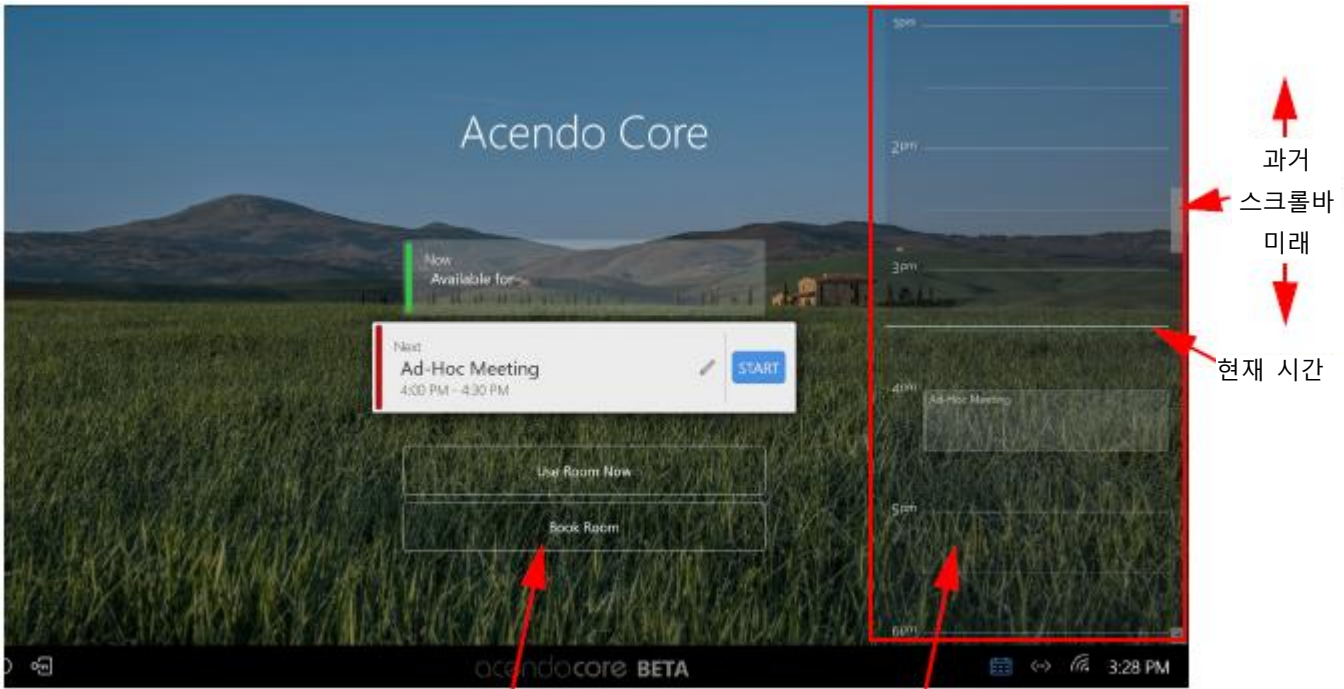 1pm
Acendo Core
2pm
과거
스크롤바
미래
Now
Available for
3pm
Next
Ad-Hoc Meeting
4:00 PM - 4:30 PM
START
현재 시간
4pm
Ad-Hoc Meeting
Use Room Now
5pm
Book Room
6pm
acendocore BETA
3:28 PM